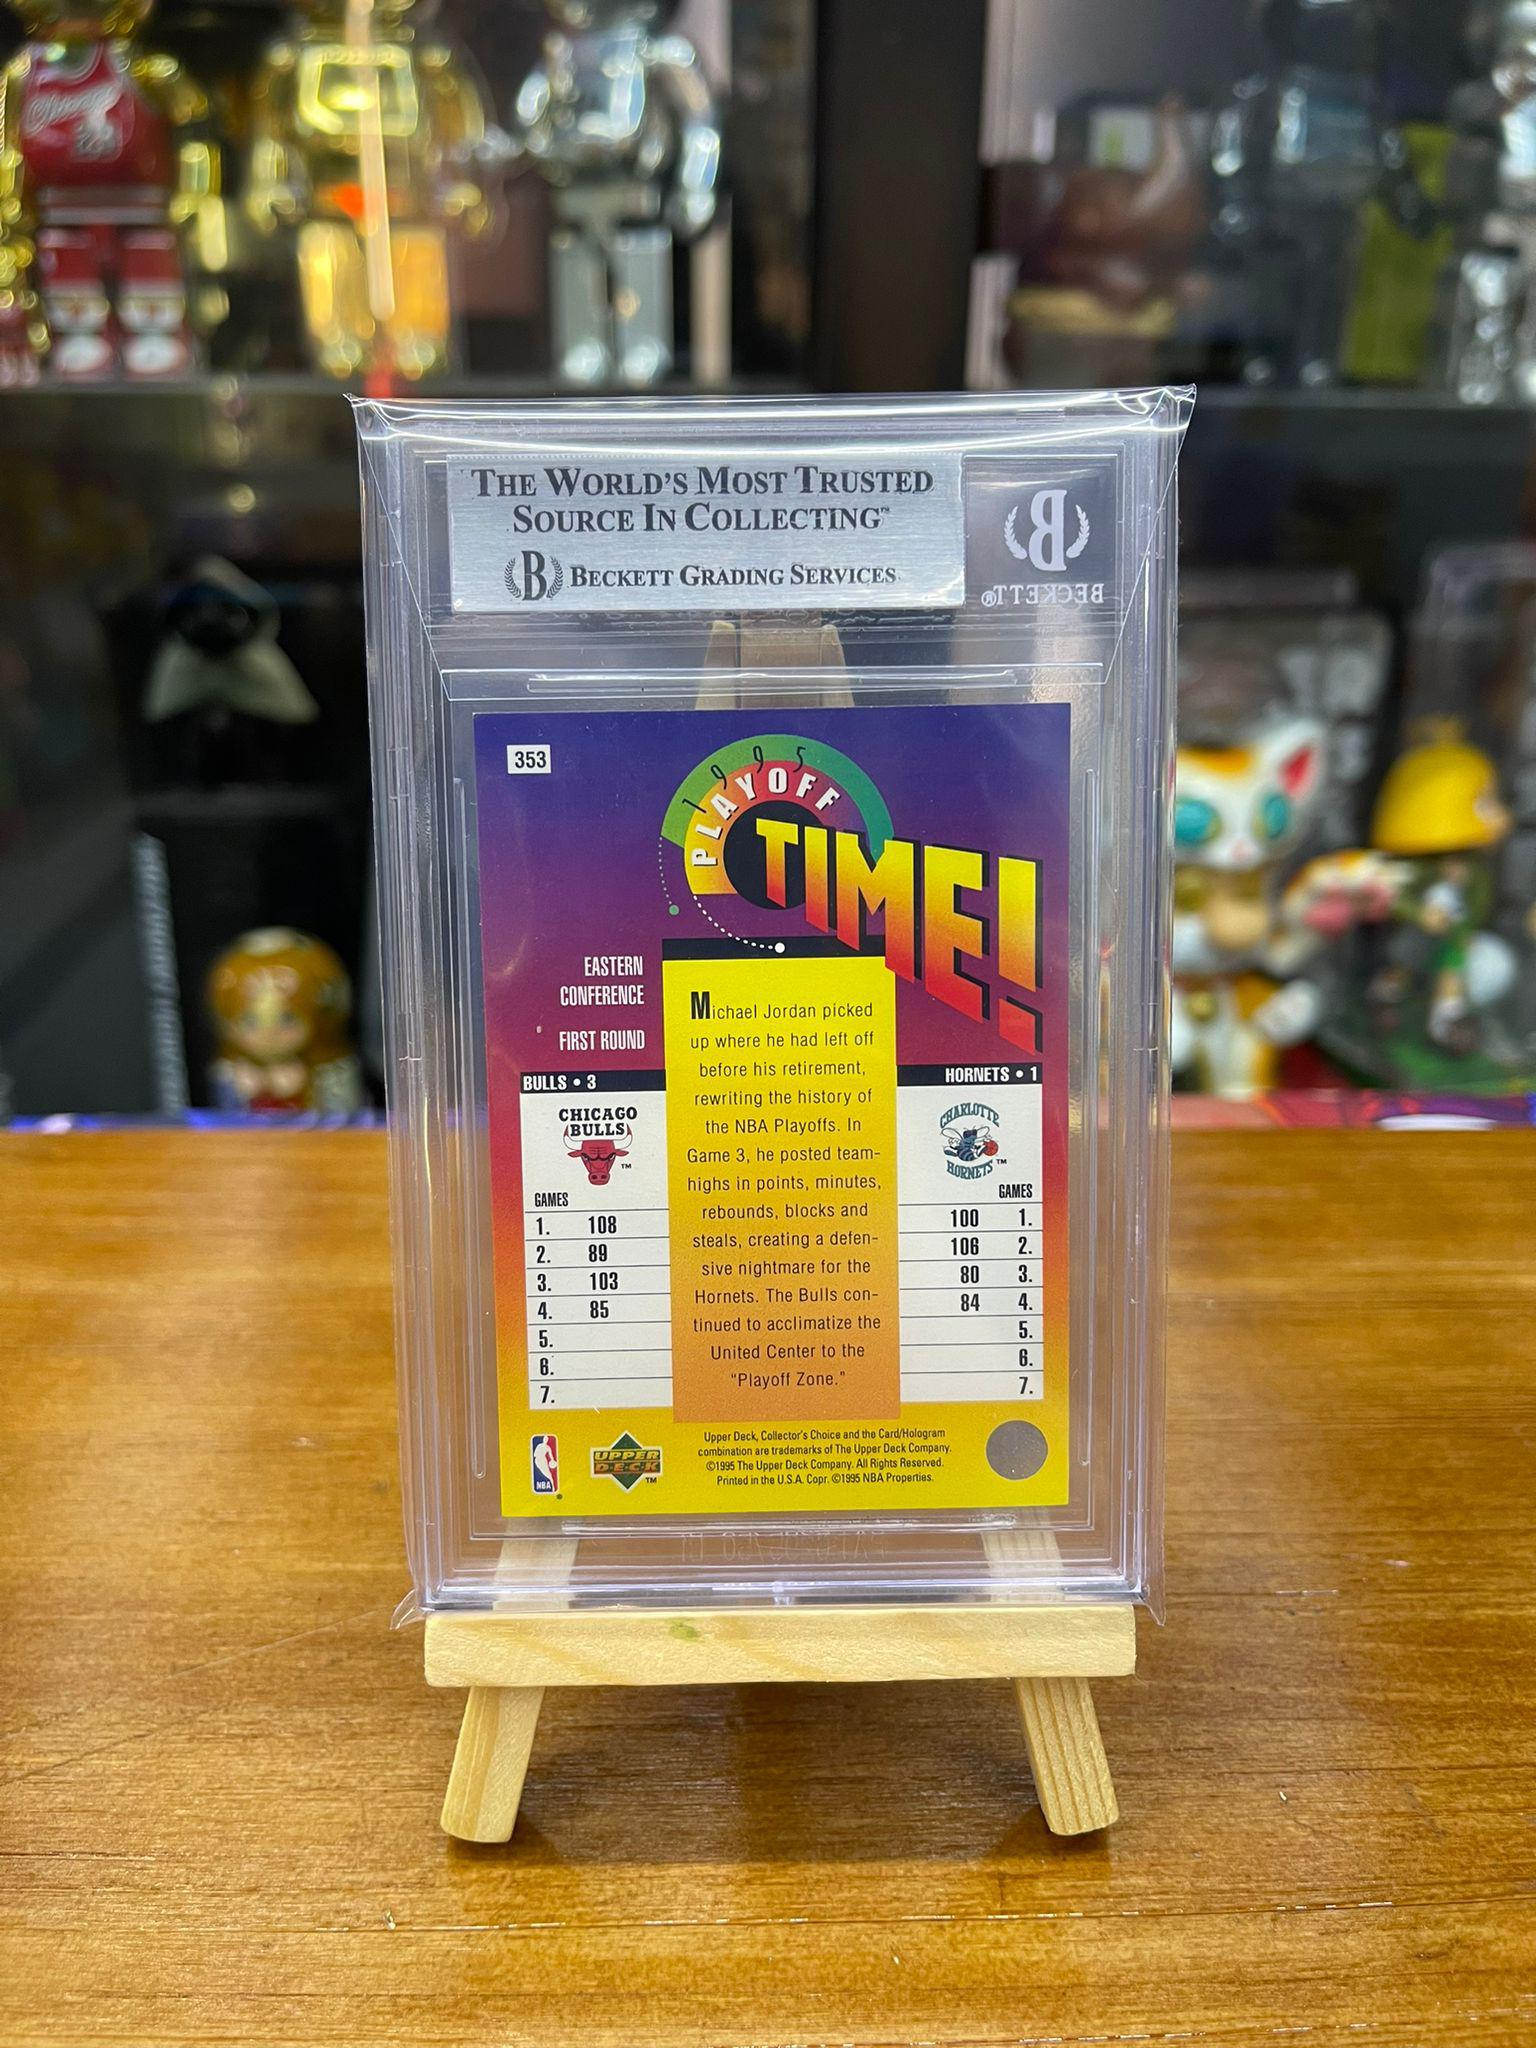 Chicago
23
THE WORLD'S MOST TRUSTED
SOURCE IN COLLECTING™
B BECKETT GRADING SERVICES
B
BECKETT®
353
1995
PLAYOFF
TIME!
EASTERN
CONFERENCE
FIRST ROUND
BULLS • 3
CHICAGO
BULLS
™
GAMES
1. 108
2. 89
3. 103
4. 85
5.
6.
7.
Michael Jordan picked
up where he had left off
before his retirement,
rewriting the history of
the NBA Playoffs. In
Game 3, he posted team-
highs in points, minutes,
rebounds, blocks and
steals, creating a defen-
sive nightmare for the
Hornets. The Bulls con-
tinued to acclimatize the
United Center to the
"Playoff Zone."
HORNETS • 1
CHARLOTTE
HORNETS
™
GAMES
100 1.
106 2.
80 3.
84 4.
5.
6.
7.
NBA
UPPER
DECK
™
Upper Deck, Collector's Choice and the Card/Hologram
combination are trademarks of The Upper Deck Company.
©1995 The Upper Deck Company. All Rights Reserved.
Printed in the U.S.A. Copr. ©1995 NBA Properties.